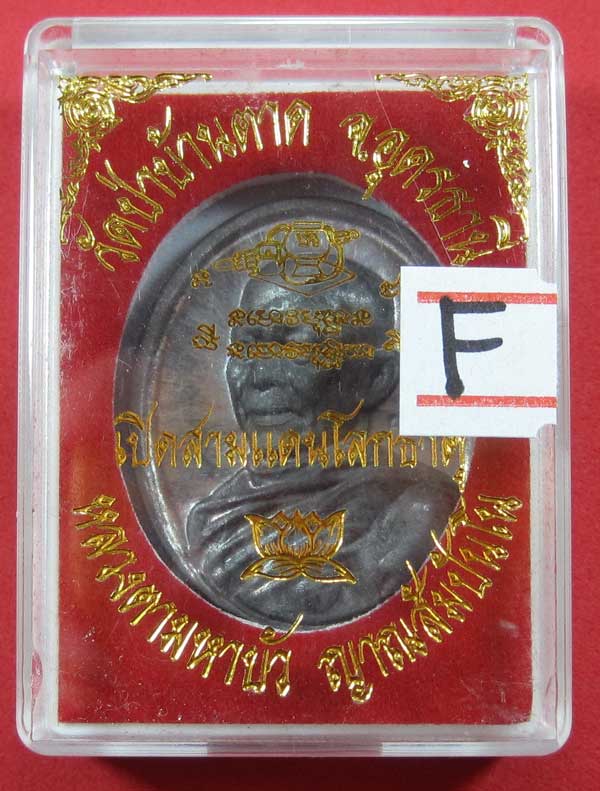 วัดป่าบ้านตาด จ.อุดรธานี
F
เปิดสามแดนโลกธาตุ
หลวงตามหาบัว ญาณสัมปันโน